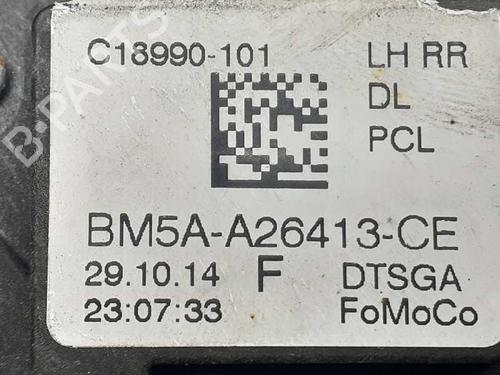 C18990-101 LH RR
DL
PCL
BM5A-A26413-CE
29.10.14 F DTSGA
23:07:33 FoMoCo
B-PARTS